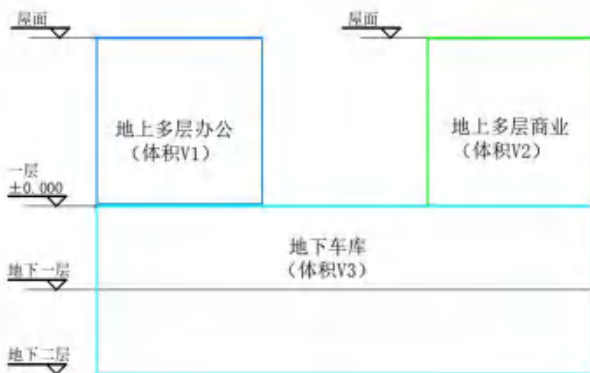 屋面
屋面
地上多层办公
（体积V1）
地上多层商业
（体积V2）
一层
±0.000
地下车库
（体积V3）
地下一层
地下二层